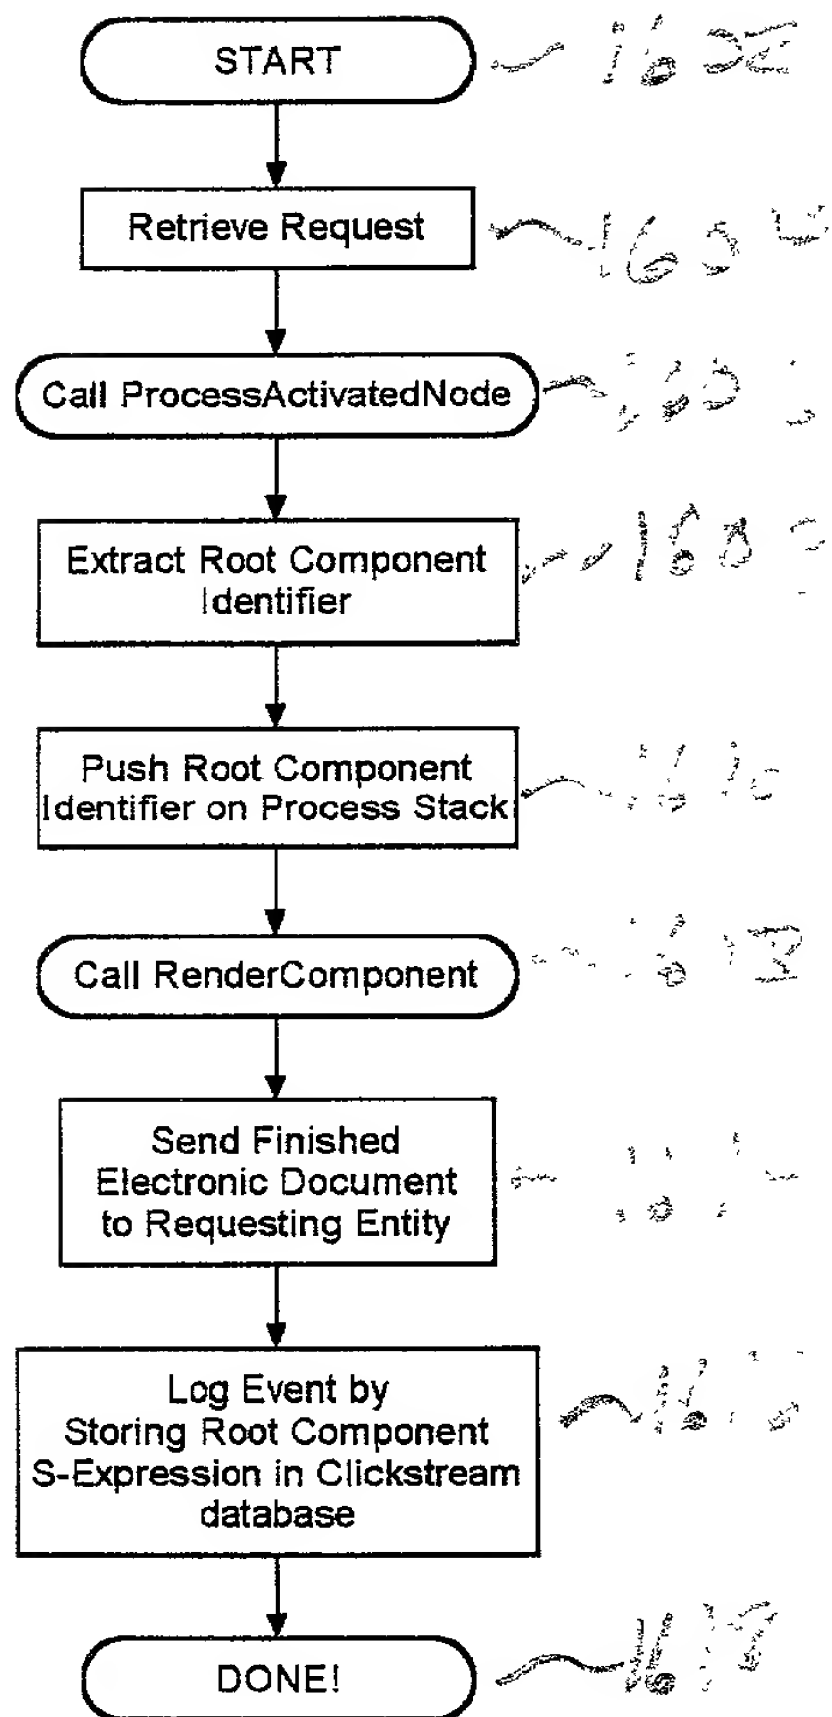 START
Retrieve Request
Call ProcessActivatedNode
Extract Root Component
Identifier
Push Root Component
Identifier on Process Stack
Call RenderComponent
Send Finished
Electronic Document
to Requesting Entity
Log Event by
Storing Root Component
S-Expression in Clickstream
database
DONE!